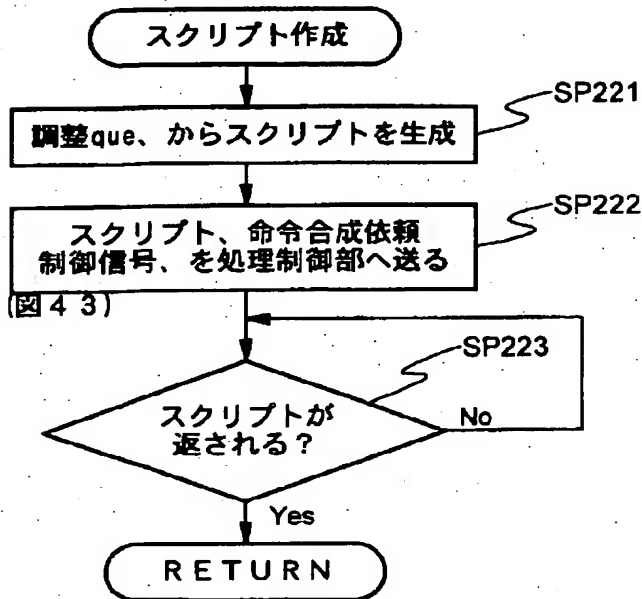 スクリプト作成
SP221
調整que、からスクリプトを生成
SP222
スクリプト、命令合成依頼
制御信号、を処理制御部へ送る
(図43)
SP223
スクリプトが
返される？
No
Yes
RETURN